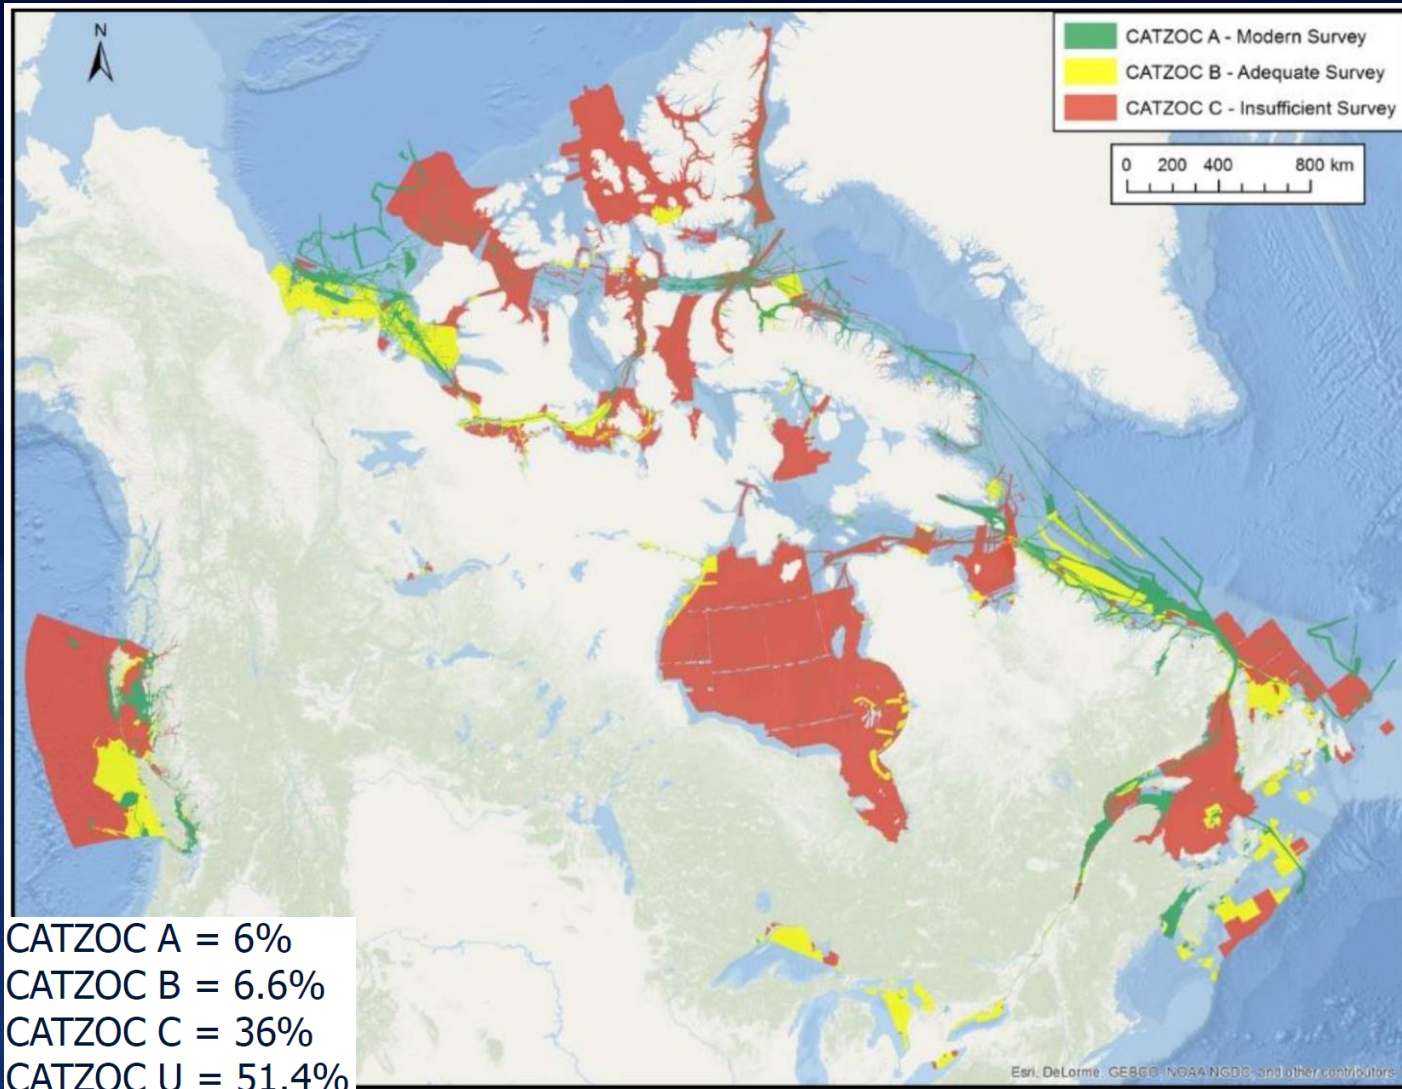 N
CATZOC A - Modern Survey
CATZOC B - Adequate Survey
CATZOC C - Insufficient Survey
0 200 400 800 km
CATZOC A = 6%
CATZOC B = 6.6%
CATZOC C = 36%
CATZOC U = 51.4%
Esri, DeLorme, GEBCO, NOAA NGDC, and other contributors